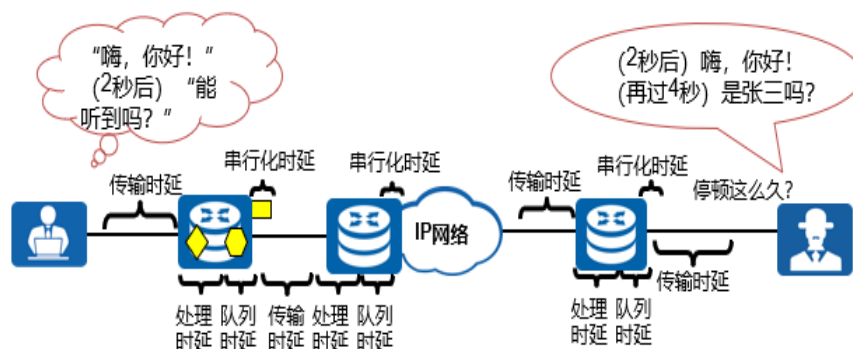 “嗨，你好！”
(2秒后)“能
听到吗？”
(2秒后) 嗨，你好！
(再过4秒) 是张三吗？
串行化时延
串行化时延
传输时延
传输时延
串行化时延
停顿这么久？
IP网络
传输时延
处理
时延
队列
时延
传输
时延
处理
时延
队列
时延
处理
时延
队列
时延